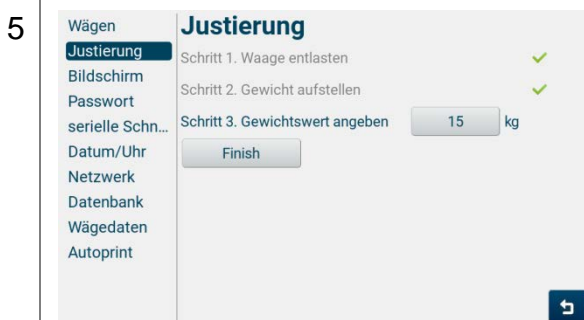 5
Wägen
Justierung
Bildschirm
Passwort
serielle Schn...
Datum/Uhr
Netzwerk
Datenbank
Wägedaten
Autoprint
Justierung
Schritt 1. Waage entlasten
Schritt 2. Gewicht aufstellen
Schritt 3. Gewichtswert angeben 15 kg
Finish